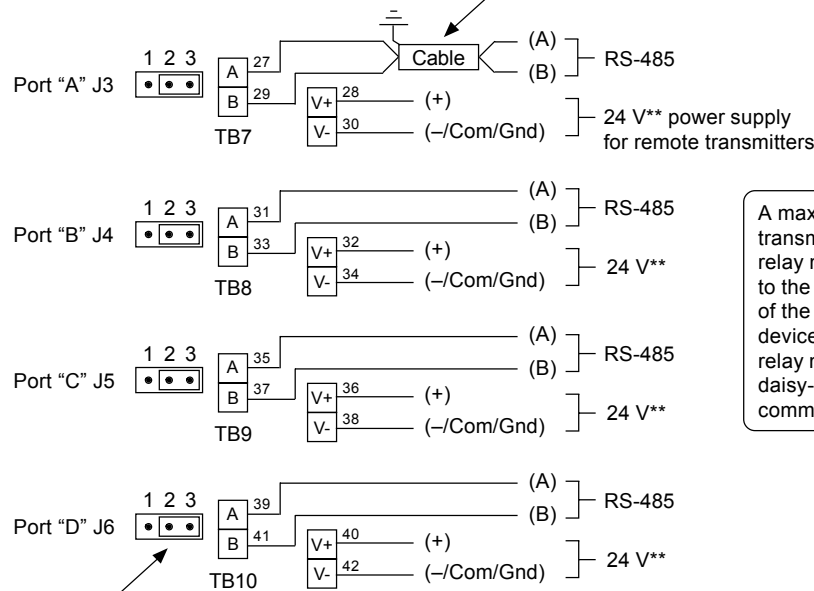 Cable
(A)
(B)
RS-485
Port “A” J3
1 2 3
A 27
B 29
TB7
V+ 28
V- 30
(+)
(–/Com/Gnd)
24 V** power supply
for remote transmitters
Port “B” J4
1 2 3
A 31
B 33
TB8
V+ 32
V- 34
(A)
(B)
RS-485
(+)
(–/Com/Gnd)
24 V**
A max
transm
relay m
to the
of the
device
relay m
daisy-
comm
Port “C” J5
1 2 3
A 35
B 37
TB9
V+ 36
V- 38
(A)
(B)
RS-485
(+)
(–/Com/Gnd)
24 V**
Port “D” J6
1 2 3
A 39
B 41
TB10
V+ 40
V- 42
(A)
(B)
RS-485
(+)
(–/Com/Gnd)
24 V**